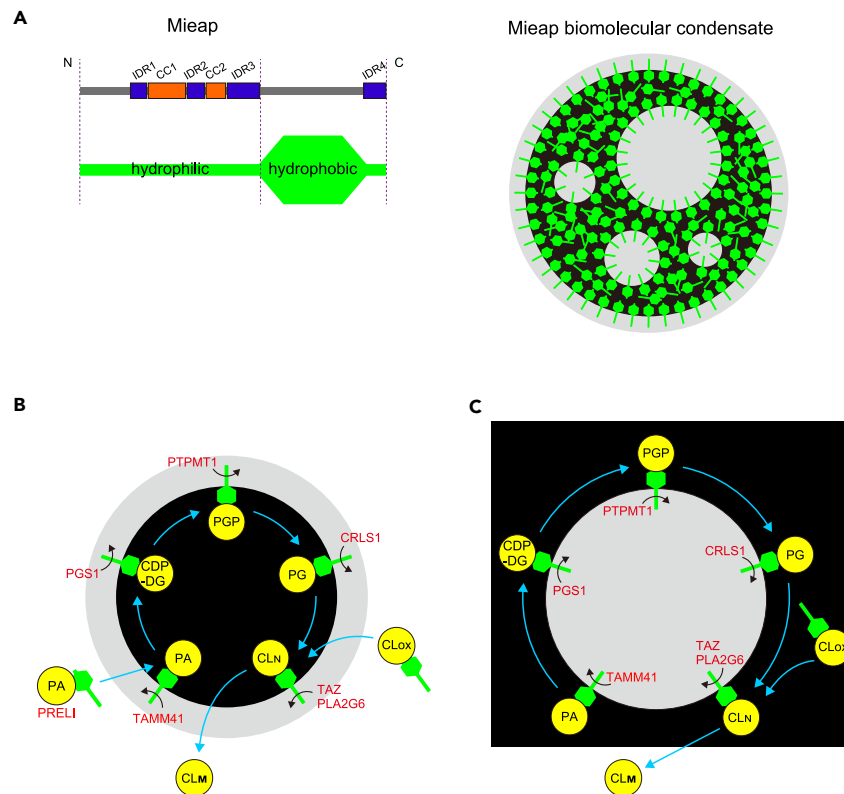 A
Mieap
Mieap biomolecular condensate
N
IDR1
CC1
IDR2
CC2
IDR3
IDR4
C
hydrophilic
hydrophobic
B
PTPMT1
PGP
CRLS1
CDP
-DG
PGS1
PG
PA
CLN
CLox
PA
PRELI
TAMM41
TAZ
PLA2G6
CLM
C
PGP
PTPMT1
CDP
-DG
CRLS1
PG
PGS1
CLox
TAZ
PLA2G6
TAMM41
PA
CLN
CLM